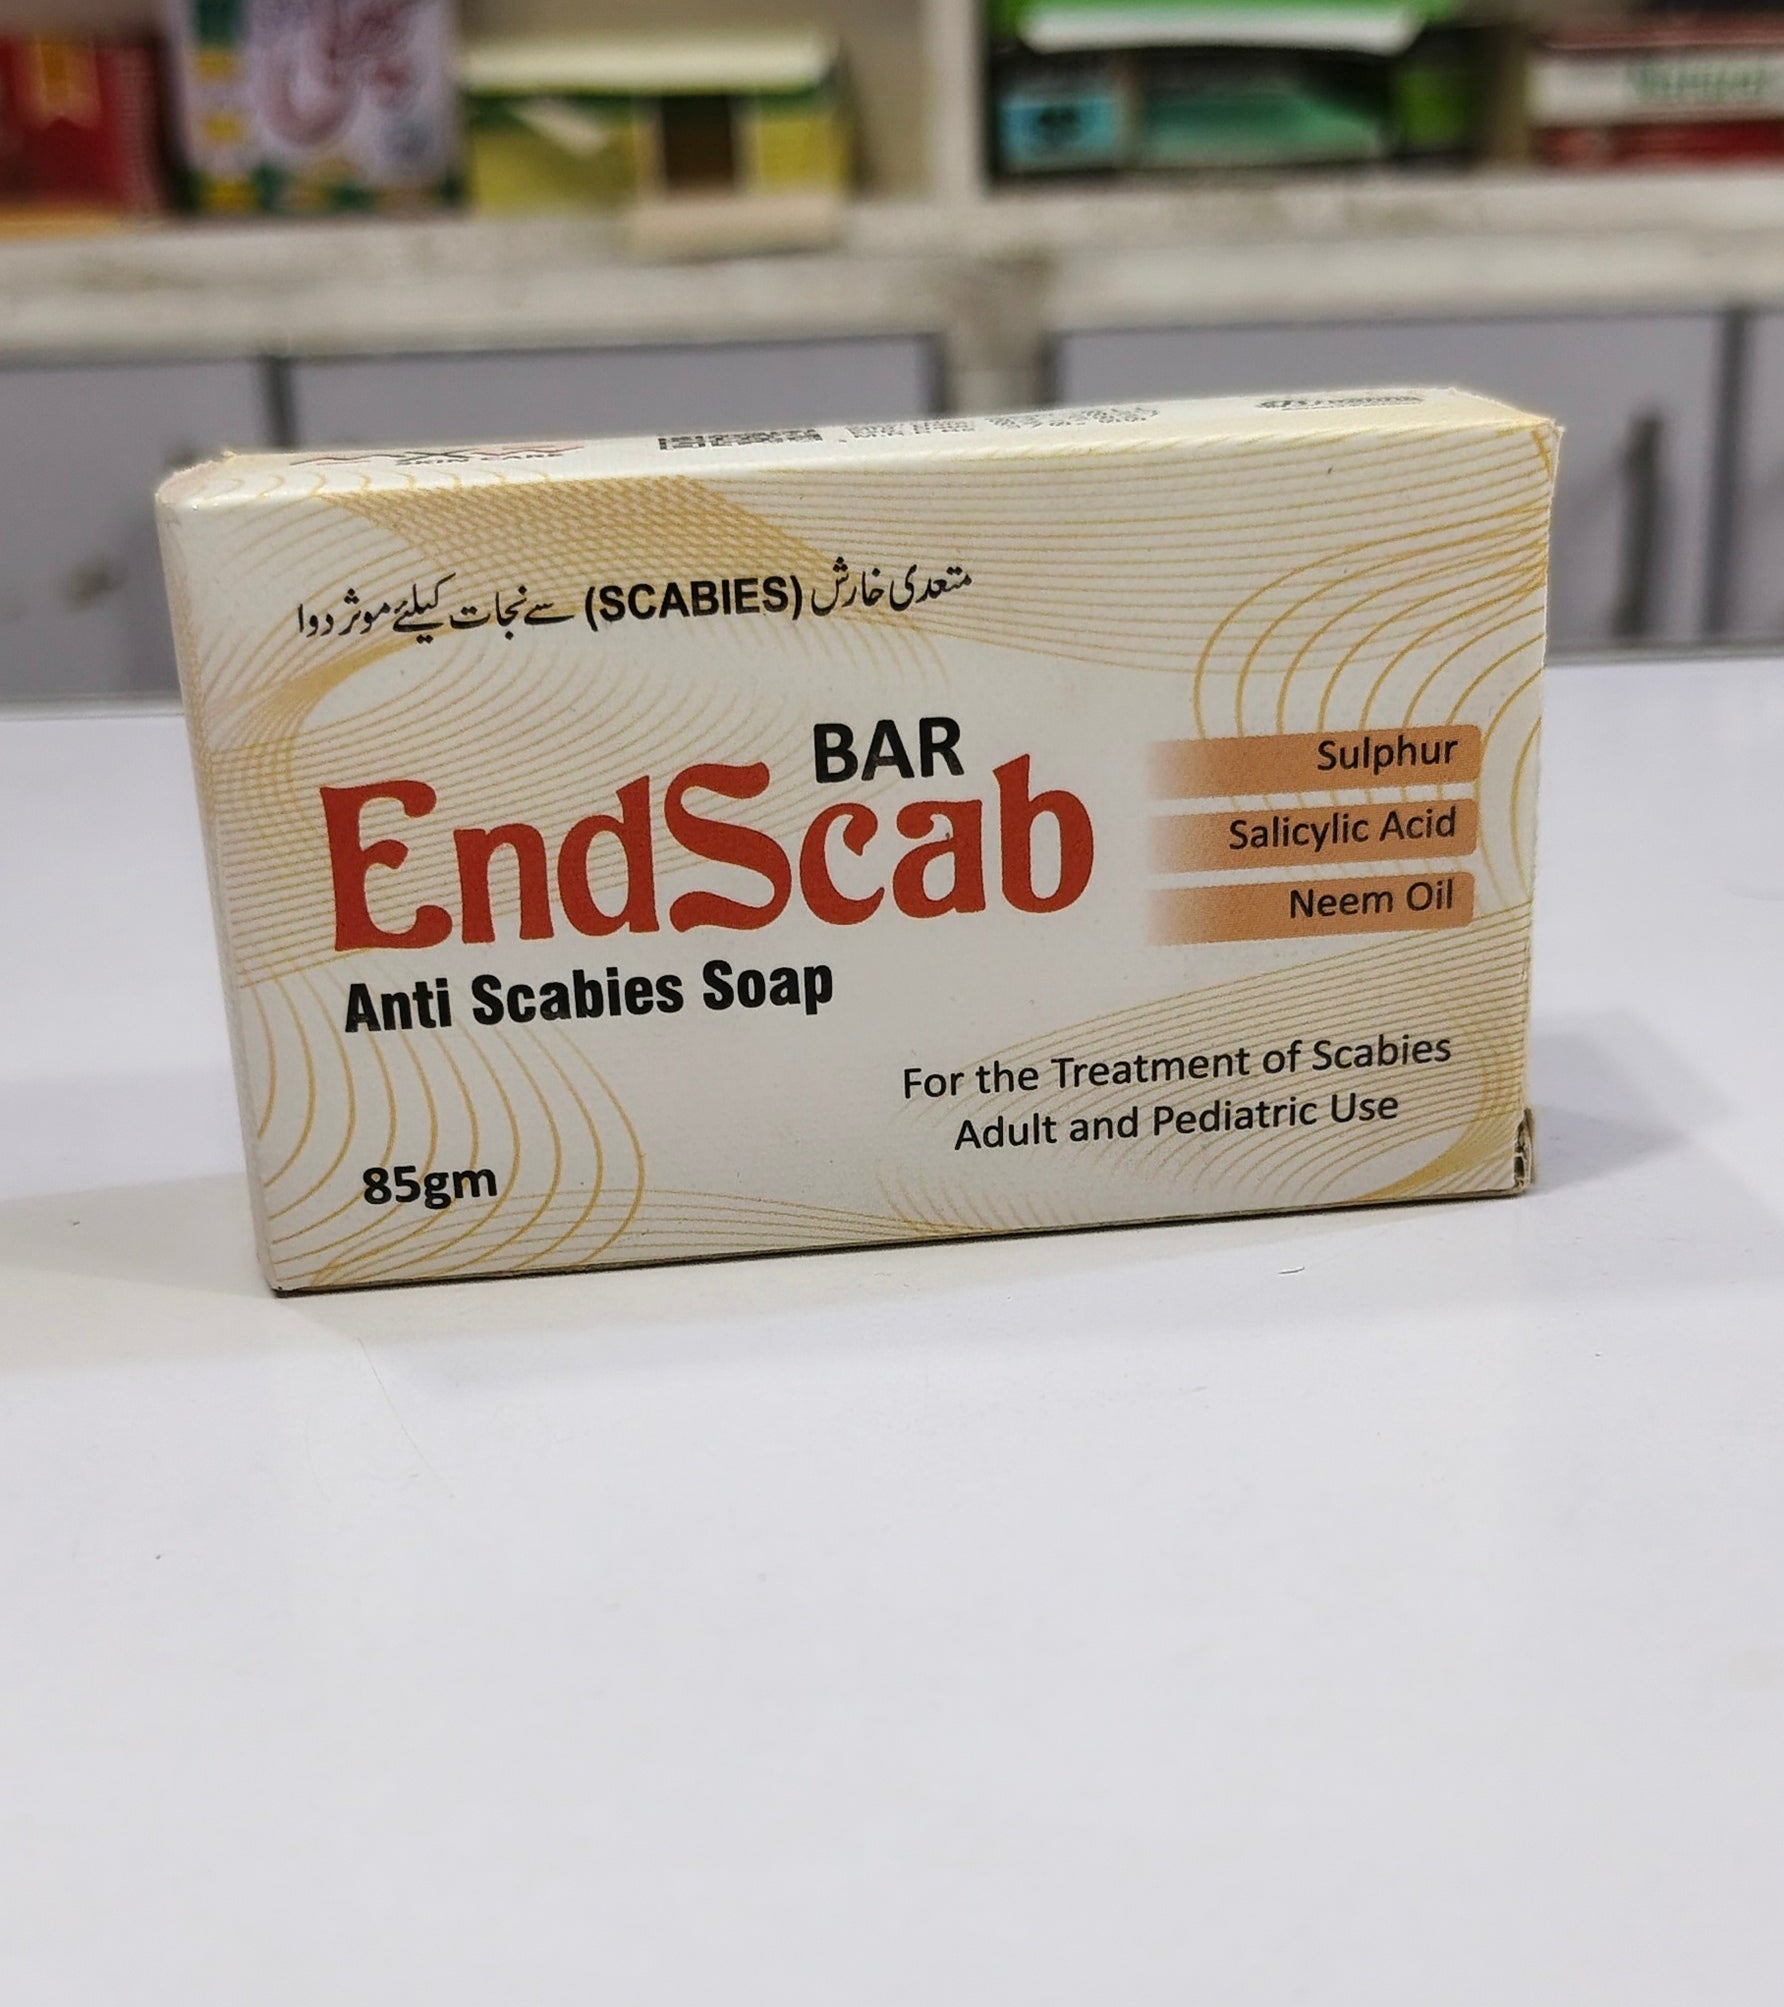 متعدی خارش (SCABIES) سے نجات کیلئے موثر دوا
BAR
EndScab
Anti Scabies Soap
Sulphur
Salicylic Acid
Neem Oil
For the Treatment of Scabies
Adult and Pediatric Use
85gm